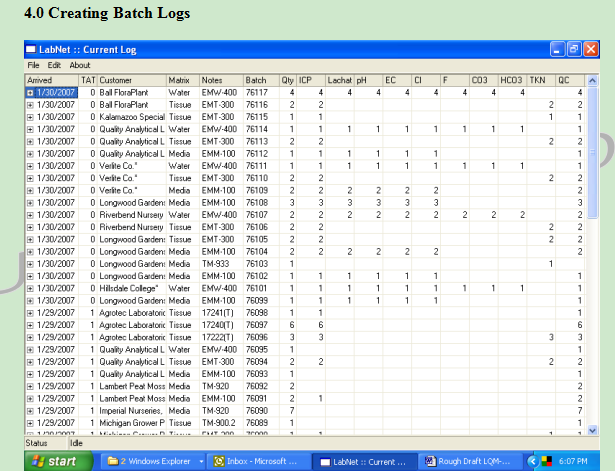 4.0 Creating Batch Logs
LabNet :: Current Log
File Edit About
Arrived TAT Customer Matrix Notes Batch Qty ICP Lachat pH EC Cl F CO3 HCO3 TKN QC
1/30/2007 0 Ball FloraPlant Water EMW-400 76117 4 4 4 4 4 4 4 4 4 4
1/30/2007 0 Ball FloraPlant Tissue EMT-300 76116 2 2 2 2
1/30/2007 0 Kalamazoo Special Tissue EMT-300 76115 1 1 1 1
1/30/2007 0 Quality Analytical L Water EMW-400 76114 1 1 1 1 1 1 1 1 1 1
1/30/2007 0 Quality Analytical L Tissue EMT-300 76113 2 2 2 2
1/30/2007 0 Quality Analytical L Media EMM-100 76112 1 1 1 1 1 1 1
1/30/2007 0 Verlite Co." Water EMW-400 76111 1 1 1 1 1 1 1 1 1 1
1/30/2007 0 Verlite Co." Tissue EMT-300 76110 2 2 2 2
1/30/2007 0 Verlite Co." Media EMM-100 76109 2 2 2 2 2 2 2
1/30/2007 0 Longwood Gardens Media EMM-100 76108 3 3 3 3 3 3 3
1/30/2007 0 Riverbend Nursery Water EMW-400 76107 2 2 2 2 2 2 2 2 2 2
1/30/2007 0 Riverbend Nursery Tissue EMT-300 76106 2 2 2 2
1/30/2007 0 Longwood Gardens Tissue EMT-300 76105 2 2 2 2
1/30/2007 0 Longwood Gardens Media EMM-100 76104 2 2 2 2 2 2 2
1/30/2007 0 Longwood Gardens Media TM-933 76103 1 1
1/30/2007 0 Longwood Gardens Media EMM-100 76102 1 1 1 1 1 1 1
1/30/2007 0 Hillsdale College" Water EMW-400 76101 1 1 1 1 1 1 1 1 1 1
1/30/2007 0 Longwood Gardens Media EMM-100 76099 1 1 1 1 1 1 1
1/29/2007 1 Agrotec Laboratoric Tissue 17241(T) 76098 1 1 1
1/29/2007 1 Agrotec Laboratoric Tissue 17240(T) 76097 6 6 6
1/29/2007 1 Agrotec Laboratoric Tissue 17222(T) 76096 3 3 3 3
1/29/2007 1 Quality Analytical L Water EMW-400 76095 1 1
1/29/2007 1 Quality Analytical L Tissue EMT-300 76094 2 2 2 2
1/29/2007 1 Quality Analytical L Media EMM-100 76093 1 1
1/29/2007 1 Lambert Peat Moss Media TM-920 76092 2 2
1/29/2007 1 Lambert Peat Moss Media EMM-100 76091 2 1 2
1/29/2007 1 Imperial Nurseries, Media TM-920 76090 7 7
1/29/2007 1 Michigan Grower P Tissue TM-900.2 76089 1 1
Status Idle
start 2 Windows Explorer Inbox - Microsoft ... LabNet :: Current ... Rough Draft LQM-... 6:07 PM